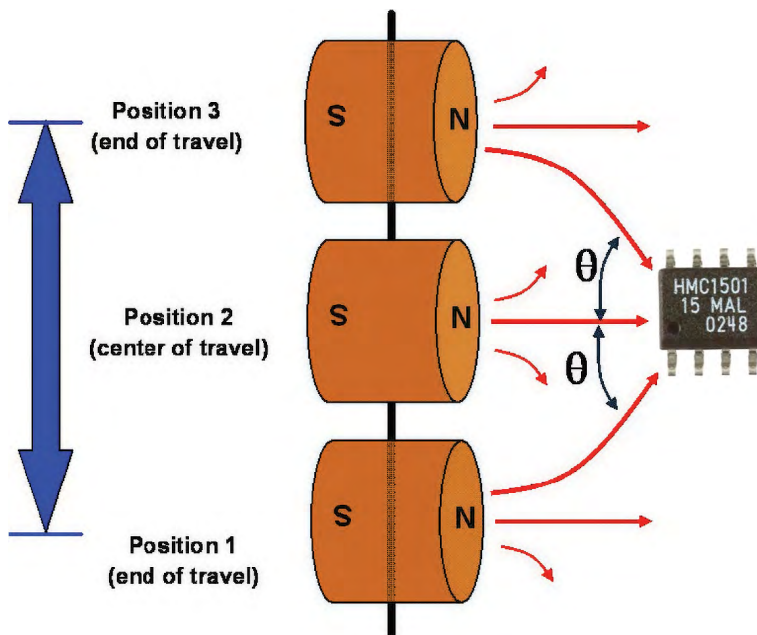 Position 3
(end of travel)
S
N
Position 2
(center of travel)
S
N
θ
θ
HMC1501
15 MAL
0248
Position 1
(end of travel)
S
N